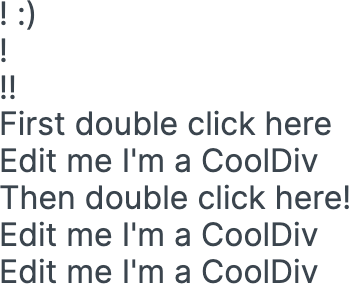 ! :)
!
!!
First double click here
Edit me I'm a CoolDiv
Then double click here!
Edit me I'm a CoolDiv
Edit me I'm a CoolDiv